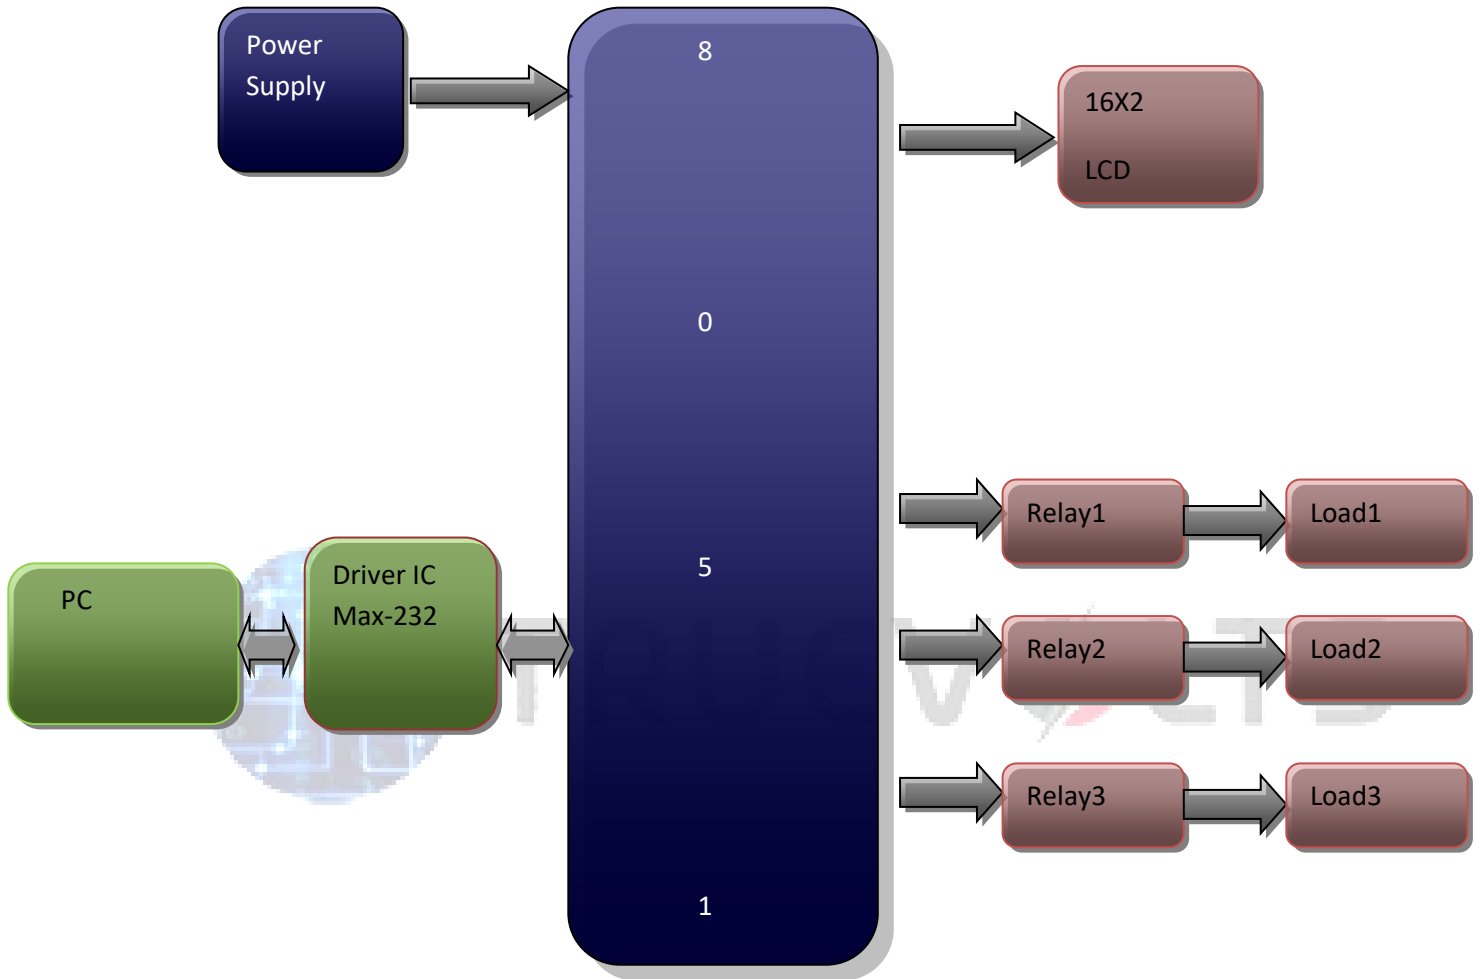 Power
Supply
8
16X2
LCD
0
5
1
PC
Driver IC
Max-232
Relay1
Load1
Relay2
Load2
Relay3
Load3